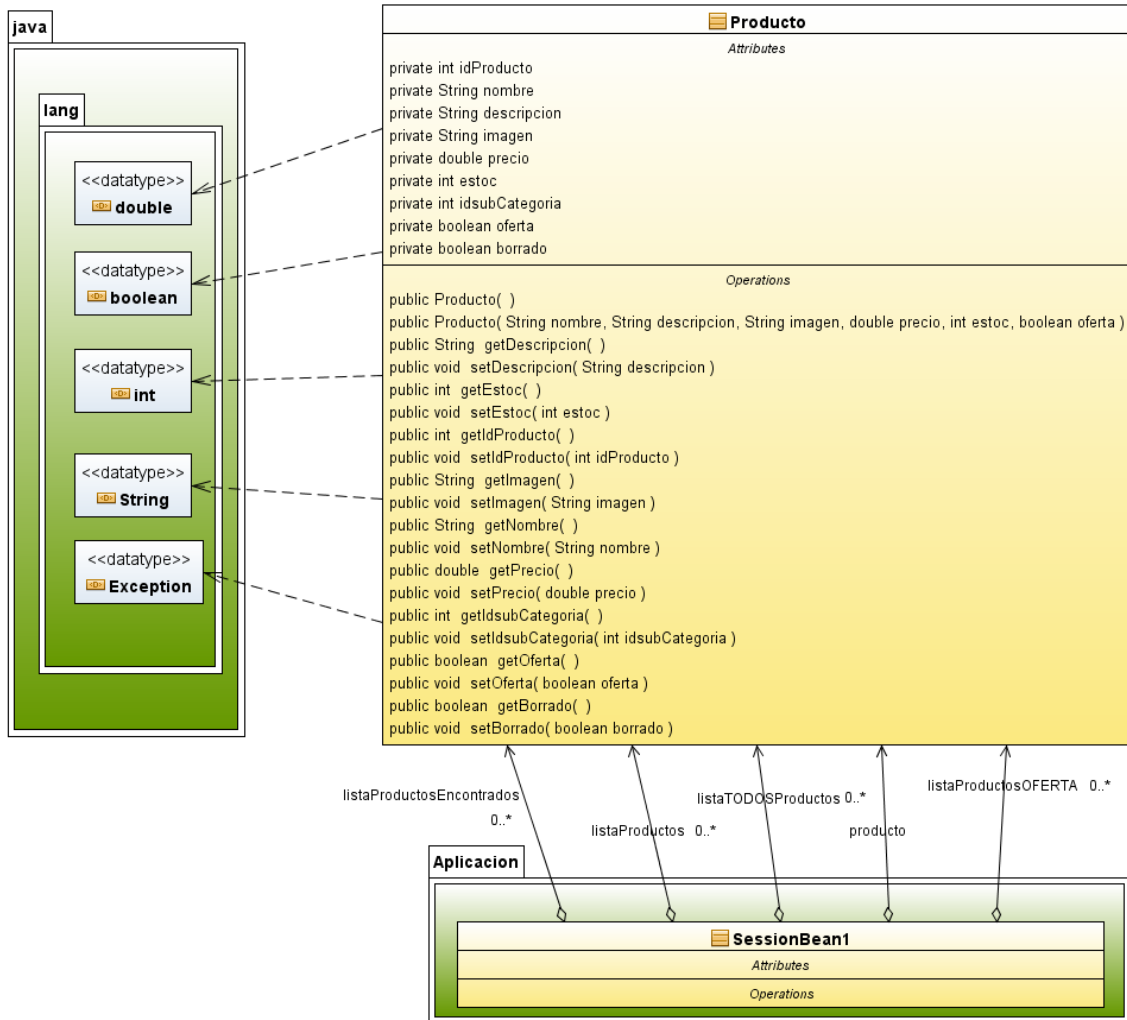 java
lang
<<datatype>>
double
<<datatype>>
boolean
<<datatype>>
int
<<datatype>>
String
<<datatype>>
Exception
Producto
Attributes
private int idProducto
private String nombre
private String descripcion
private String imagen
private double precio
private int estoc
private int idsubCategoria
private boolean oferta
private boolean borrado
Operations
public Producto( )
public Producto( String nombre, String descripcion, String imagen, double precio, int estoc, boolean oferta )
public String getDescripcion( )
public void setDescripcion( String descripcion )
public int getEstoc( )
public void setEstoc( int estoc )
public int getIdProducto( )
public void setIdProducto( int idProducto )
public String getImagen( )
public void setImagen( String imagen )
public String getNombre( )
public void setNombre( String nombre )
public double getPrecio( )
public void setPrecio( double precio )
public int getIdsubCategoria( )
public void setIdsubCategoria( int idsubCategoria )
public boolean getOferta( )
public void setOferta( boolean oferta )
public boolean getBorrado( )
public void setBorrado( boolean borrado )
listaProductosEncontrados
0..*
listaProductos 0..*
listaTODOSProductos 0..*
producto
listaProductosOFERTA 0..*
Aplicacion
SessionBean1
Attributes
Operations